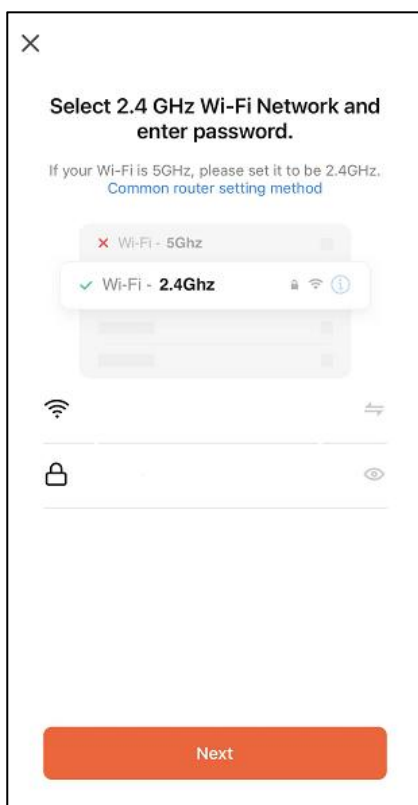 Select 2.4 GHz Wi-Fi Network and
enter password.
If your Wi-Fi is 5GHz, please set it to be 2.4GHz.
Common router setting method
Wi-Fi - 5Ghz
Wi-Fi - 2.4Ghz
Next